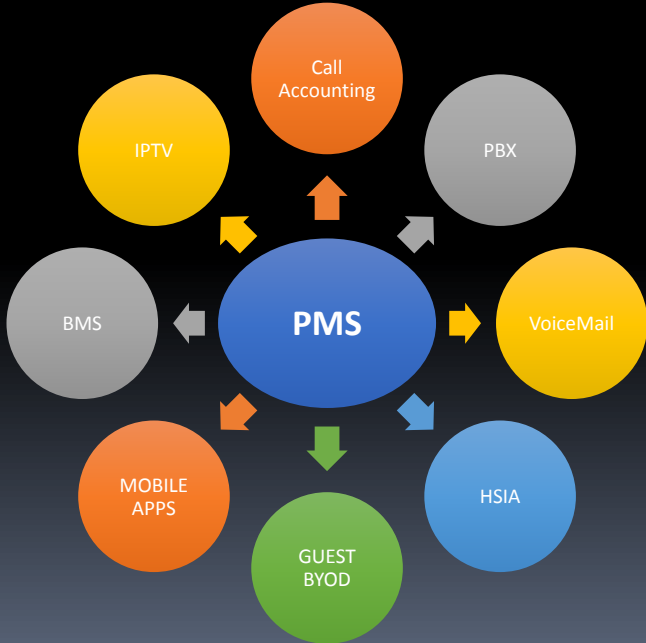 Call
Accounting
IPTV
PBX
BMS
PMS
VoiceMail
MOBILE
APPS
HSIA
GUEST
BYOD